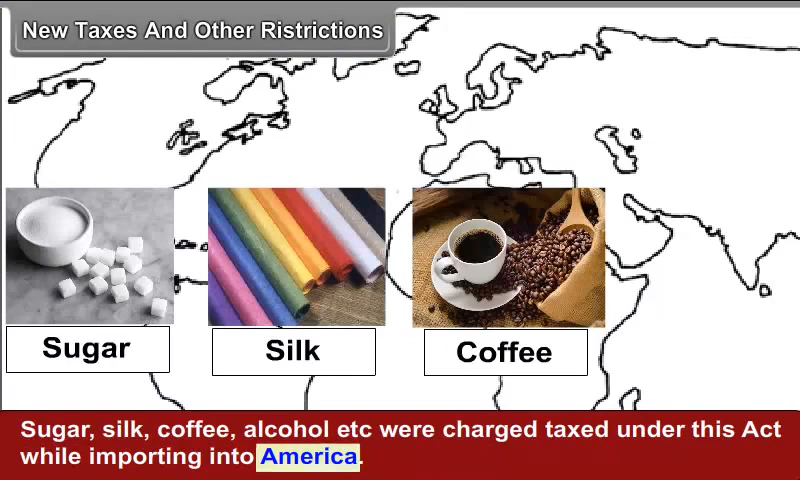 New Taxes And Other Ristrictions
Sugar
Silk
Coffee
Sugar, silk, coffee, alcohol etc were charged taxed under this Act
while importing into America.